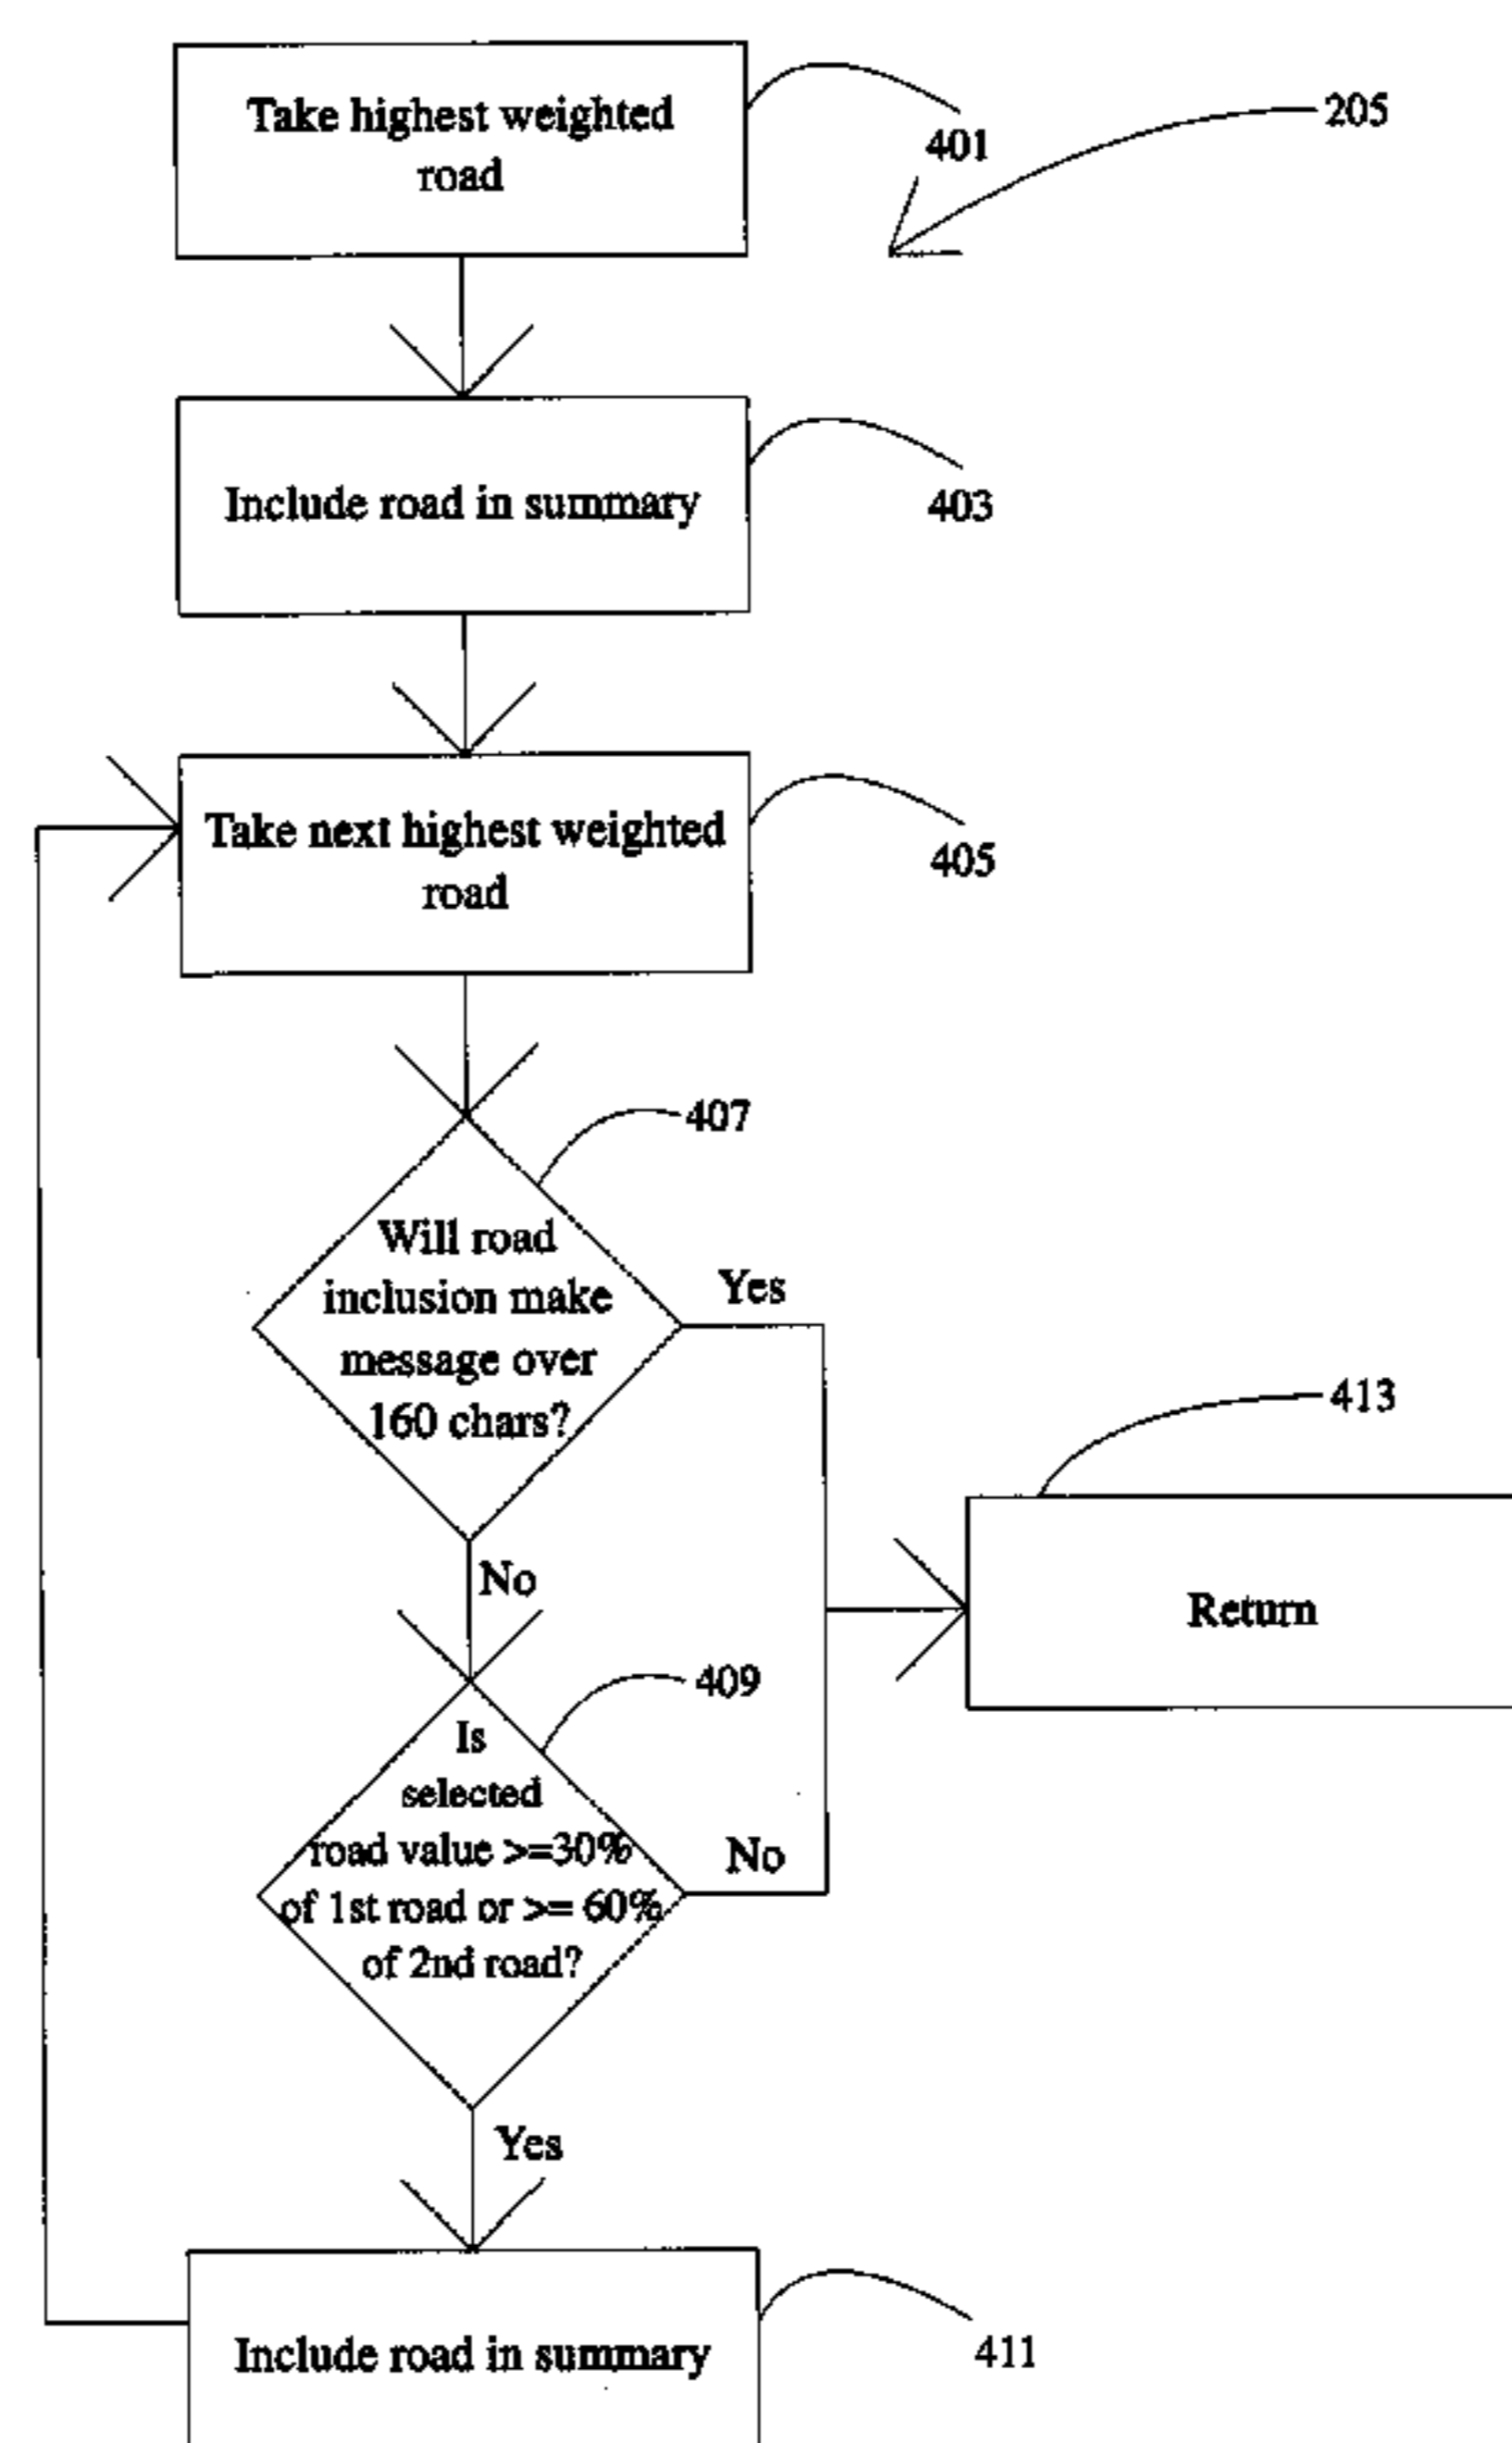 Take highest weighted
road
401
205
Include road in summary
403
Take next highest weighted
road
405
407
Will road
inclusion make
message over
160 chars?
Yes
413
No
Return
409
Is
selected
road value >=30%
of 1st road or >= 60%
of 2nd road?
No
Yes
Include road in summary
411